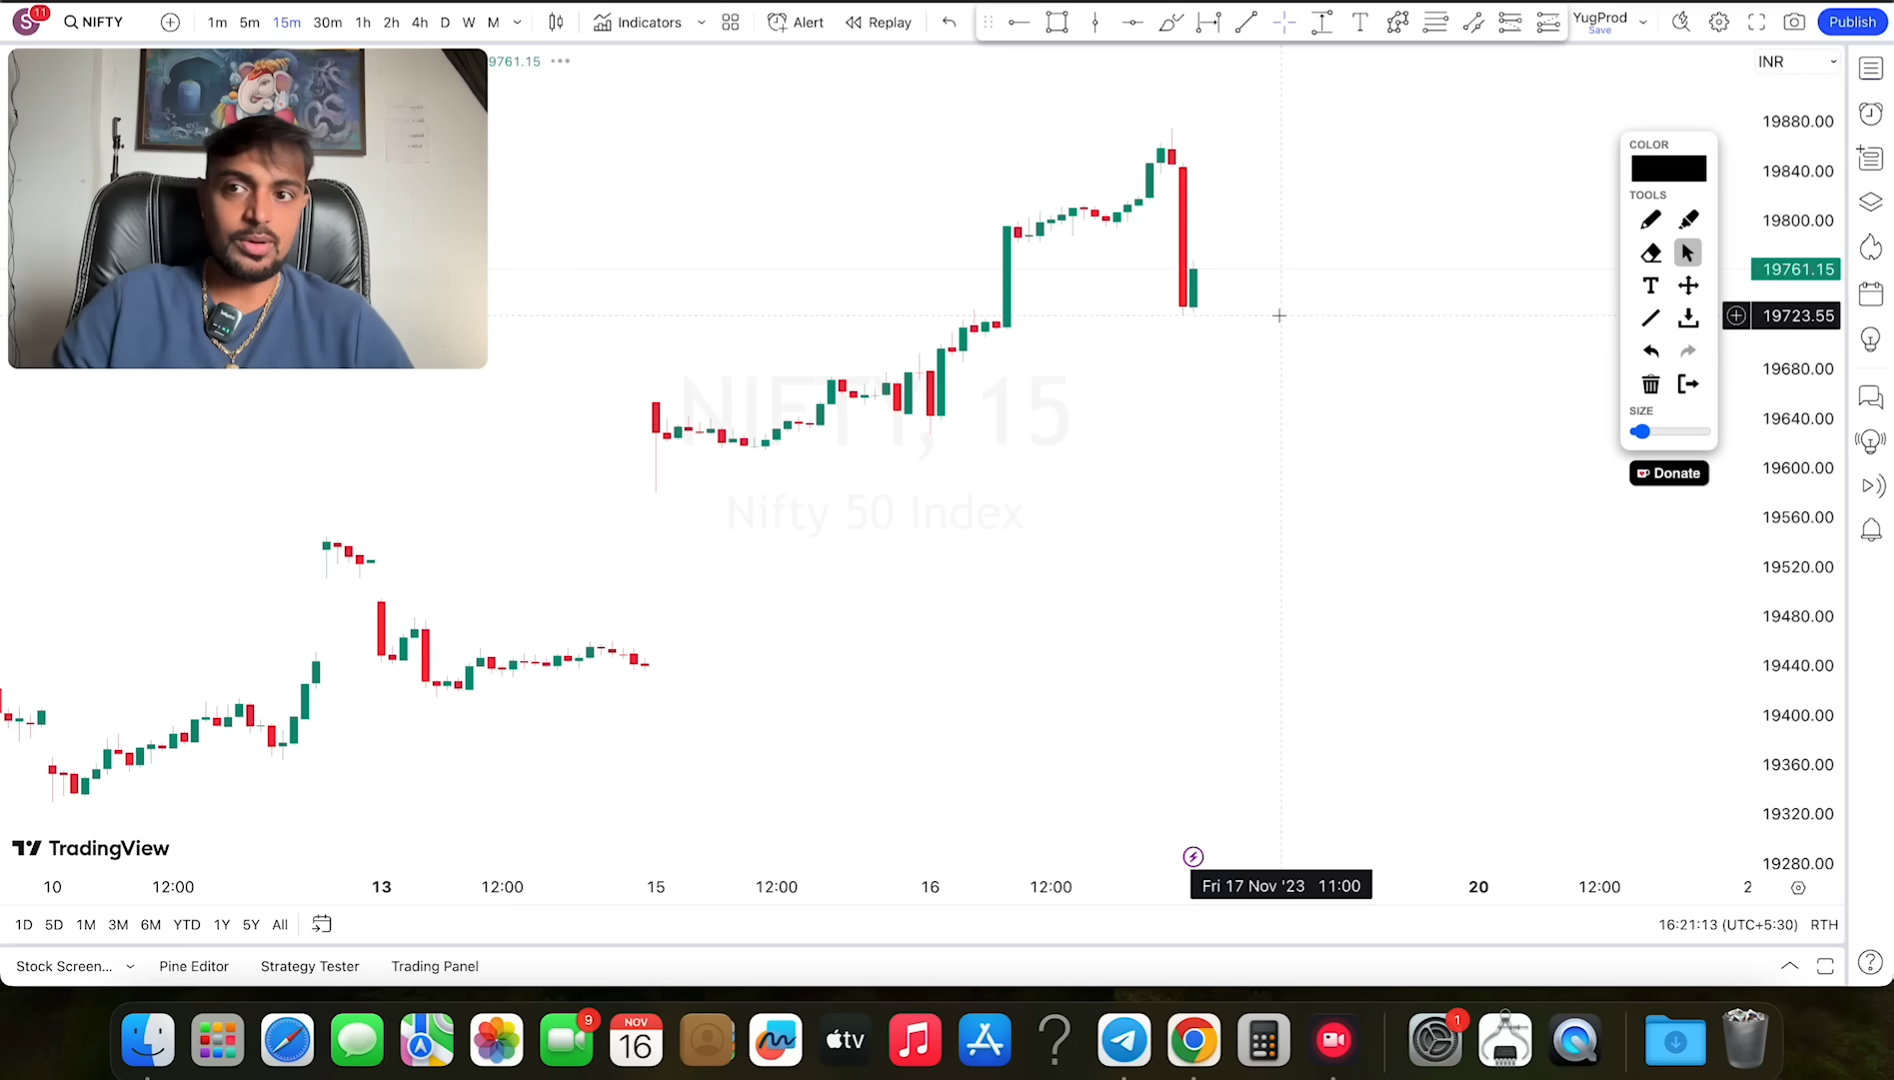 S
11
NIFTY
1m 5m 15m 30m 1h 2h 4h D W M
Indicators
Alert
Replay
YugProd
Save
Publish
9761.15
INR
19880.00
19840.00
19800.00
19761.15
19723.55
19680.00
19640.00
19600.00
19560.00
19520.00
19480.00
19440.00
19400.00
19360.00
19320.00
19280.00
COLOR
TOOLS
T
SIZE
Donate
NIFTY, 15
Nifty 50 Index
TradingView
10 12:00 13 12:00 15 12:00 16 12:00 Fri 17 Nov '23 11:00 20 12:00 2
1D 5D 1M 3M 6M YTD 1Y 5Y All
16:21:13 (UTC+5:30) RTH
Stock Screen... Pine Editor Strategy Tester Trading Panel
9
NOV
16
tv
1